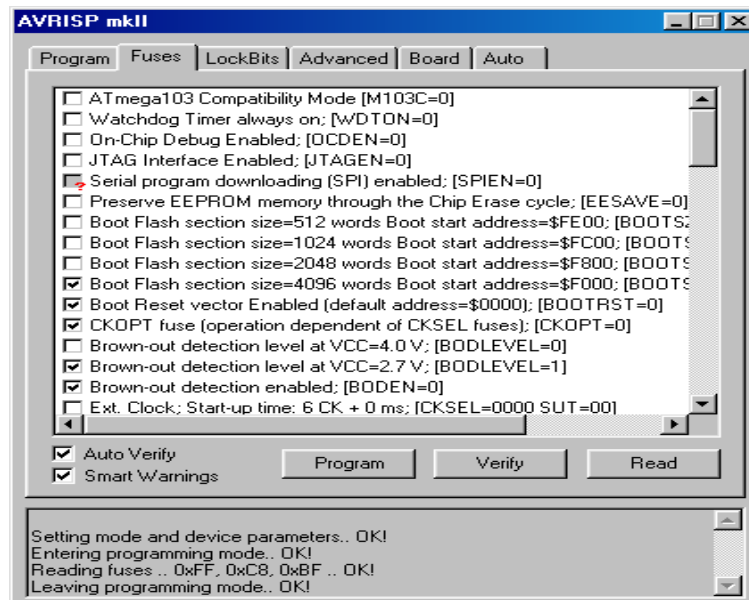 AVRISP mkII
Program Fuses LockBits Advanced Board Auto
ATmega103 Compatibility Mode [M103C=0]
Watchdog Timer always on; [WDTON=0]
On-Chip Debug Enabled; [OCDEN=0]
JTAG Interface Enabled; [JTAGEN=0]
? Serial program downloading (SPI) enabled; [SPIEN=0]
Preserve EEPROM memory through the Chip Erase cycle; [EESAVE=0]
Boot Flash section size=512 words Boot start address=$FE00; [BOOTSZ
Boot Flash section size=1024 words Boot start address=$FC00; [BOOTS
Boot Flash section size=2048 words Boot start address=$F800; [BOOTS
Boot Flash section size=4096 words Boot start address=$F000; [BOOTS
Boot Reset vector Enabled (default address=$0000); [BOOTRST=0]
CKOPT fuse (operation dependent of CKSEL fuses); [CKOPT=0]
Brown-out detection level at VCC=4.0 V; [BODLEVEL=0]
Brown-out detection level at VCC=2.7 V; [BODLEVEL=1]
Brown-out detection enabled; [BODEN=0]
Ext. Clock; Start-up time: 6 CK + 0 ms; [CKSEL=0000 SUT=00]
Auto Verify
Smart Warnings
Program Verify Read
Setting mode and device parameters.. OK!
Entering programming mode.. OK!
Reading fuses .. 0xFF, 0xC8, 0xBF .. OK!
Leaving programming mode.. OK!